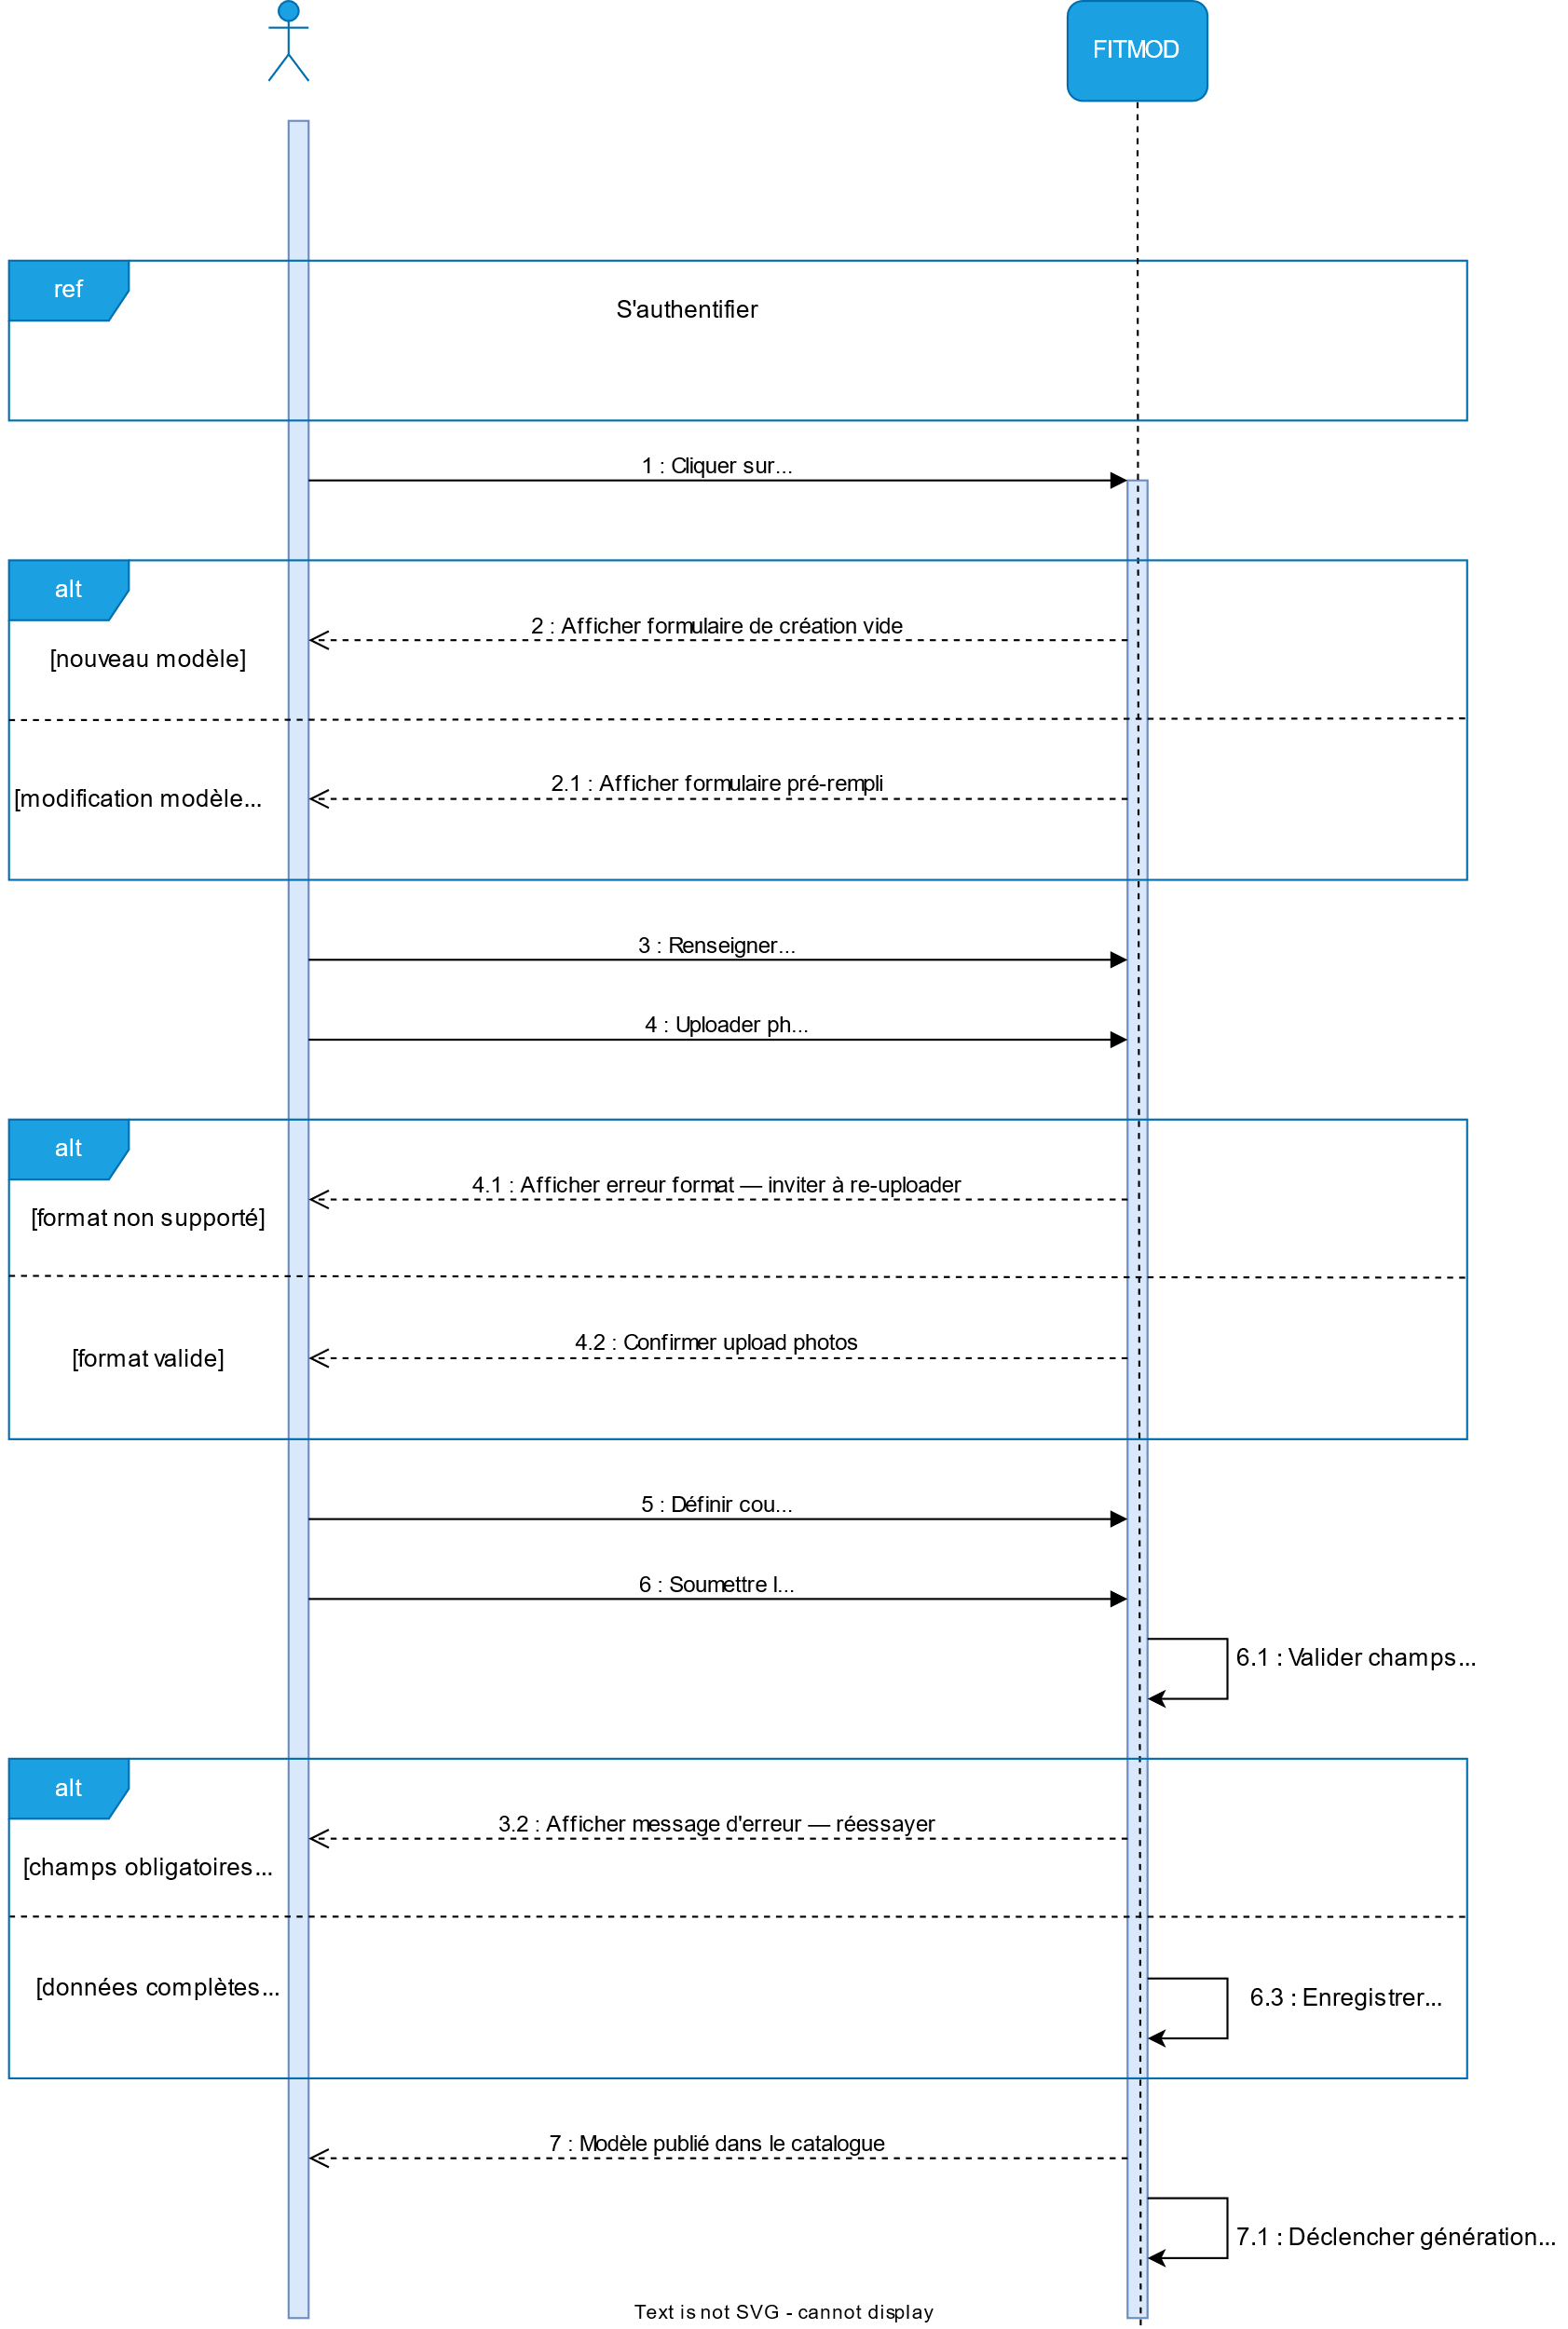 FITMOD
ref
S'authentifier
1 : Cliquer sur...
alt
2 : Afficher formulaire de création vide
[nouveau modèle]
2.1 : Afficher formulaire pré-rempli
[modification modèle...
3 : Renseigner...
4 : Uploader ph...
alt
4.1 : Afficher erreur format — inviter à re-uploader
[format non supporté]
4.2 : Confirmer upload photos
[format valide]
5 : Définir cou...
6 : Soumettre l...
6.1 : Valider champs...
alt
3.2 : Afficher message d'erreur — réessayer
[champs obligatoires...
[données complètes...
6.3 : Enregistrer...
7 : Modèle publié dans le catalogue
7.1 : Déclencher génération...
Text is not SVG - cannot display